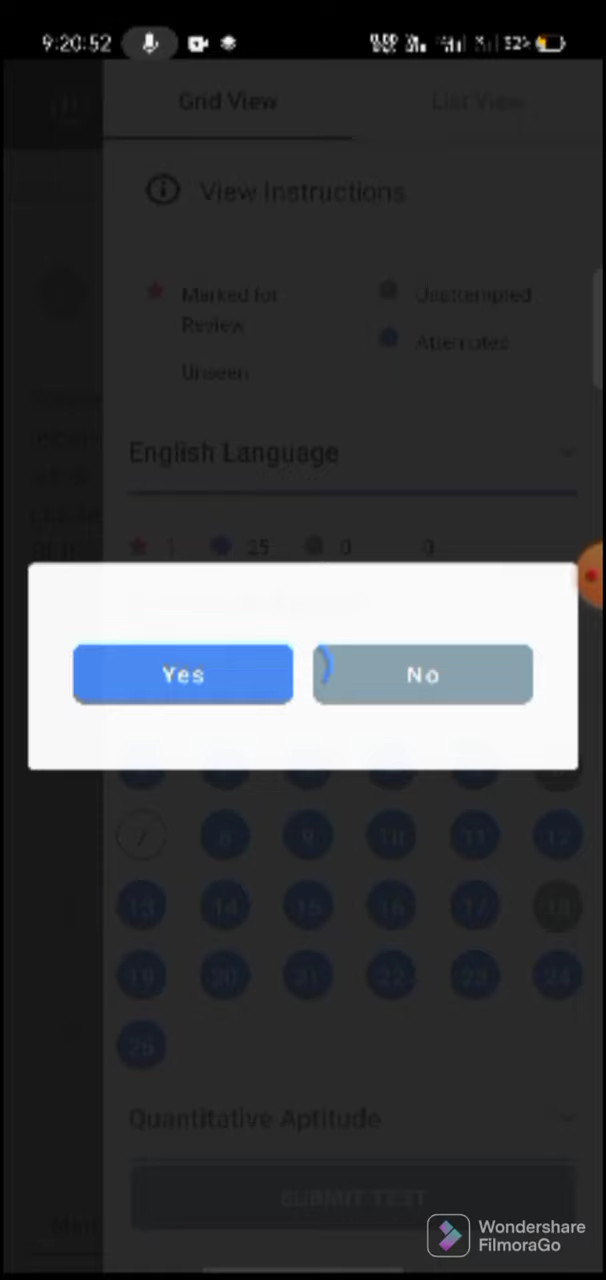 9:20:52
Grid View
List View
View Instructions
Marked for
Review
Unattempted
Attempted
Unseen
English Language
1 25 0 0
Yes
No
7 8 9 10 11 12
13 14 15 16 17 18
19 20 21 22 23 24
25
Quantitative Aptitude
SUBMIT TEST
Wondershare
FilmoraGo